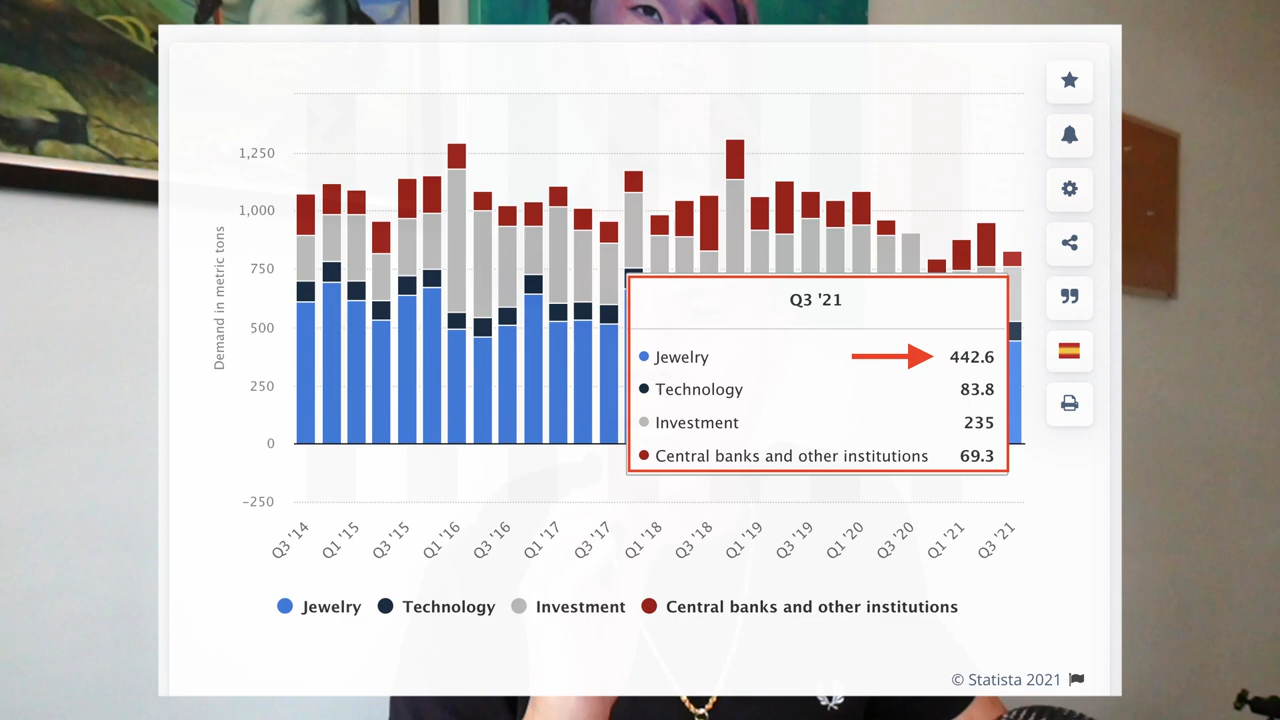 1,250
1,000
750
500
250
0
−250
Demand in metric tons
Q3 '14
Q1 '15
Q3 '15
Q1 '16
Q3 '16
Q1 '17
Q3 '17
Q1 '18
Q3 '18
Q1 '19
Q3 '19
Q1 '20
Q3 '20
Q1 '21
Q3 '21
Q3 '21
Jewelry 442.6
Technology 83.8
Investment 235
Central banks and other institutions 69.3
Jewelry Technology Investment Central banks and other institutions
© Statista 2021